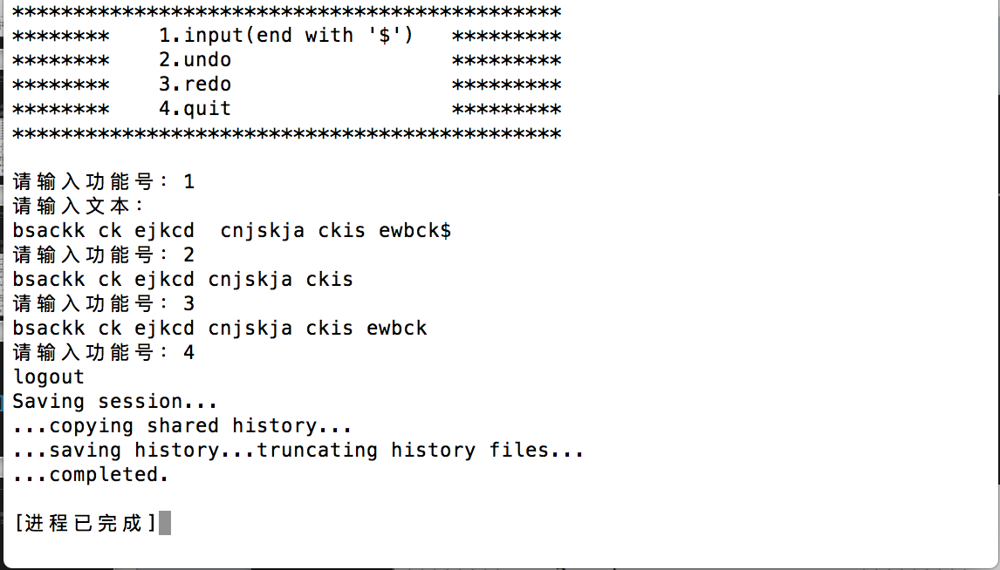 *********************************************
********    1.input(end with '$')   *********
********    2.undo                  *********
********    3.redo                  *********
********    4.quit                  *********
*********************************************
请输入功能号：1
请输入文本：
bsackk ck ejkcd  cnjskja ckis ewbck$
请输入功能号：2
bsackk ck ejkcd cnjskja ckis
请输入功能号：3
bsackk ck ejkcd cnjskja ckis ewbck
请输入功能号：4
logout
Saving session...
...copying shared history...
...saving history...truncating history files...
...completed.
[进程已完成]